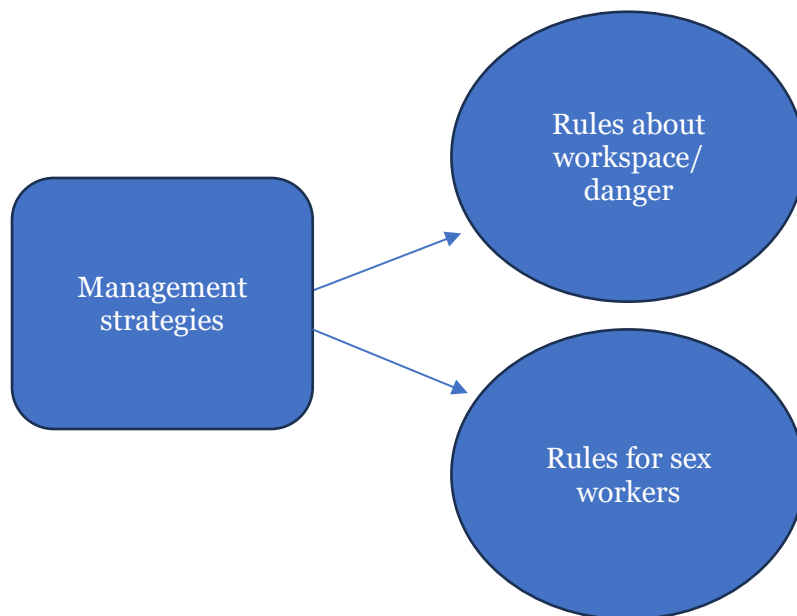 Rules about
workspace/
danger
Management
strategies
Rules for sex
workers